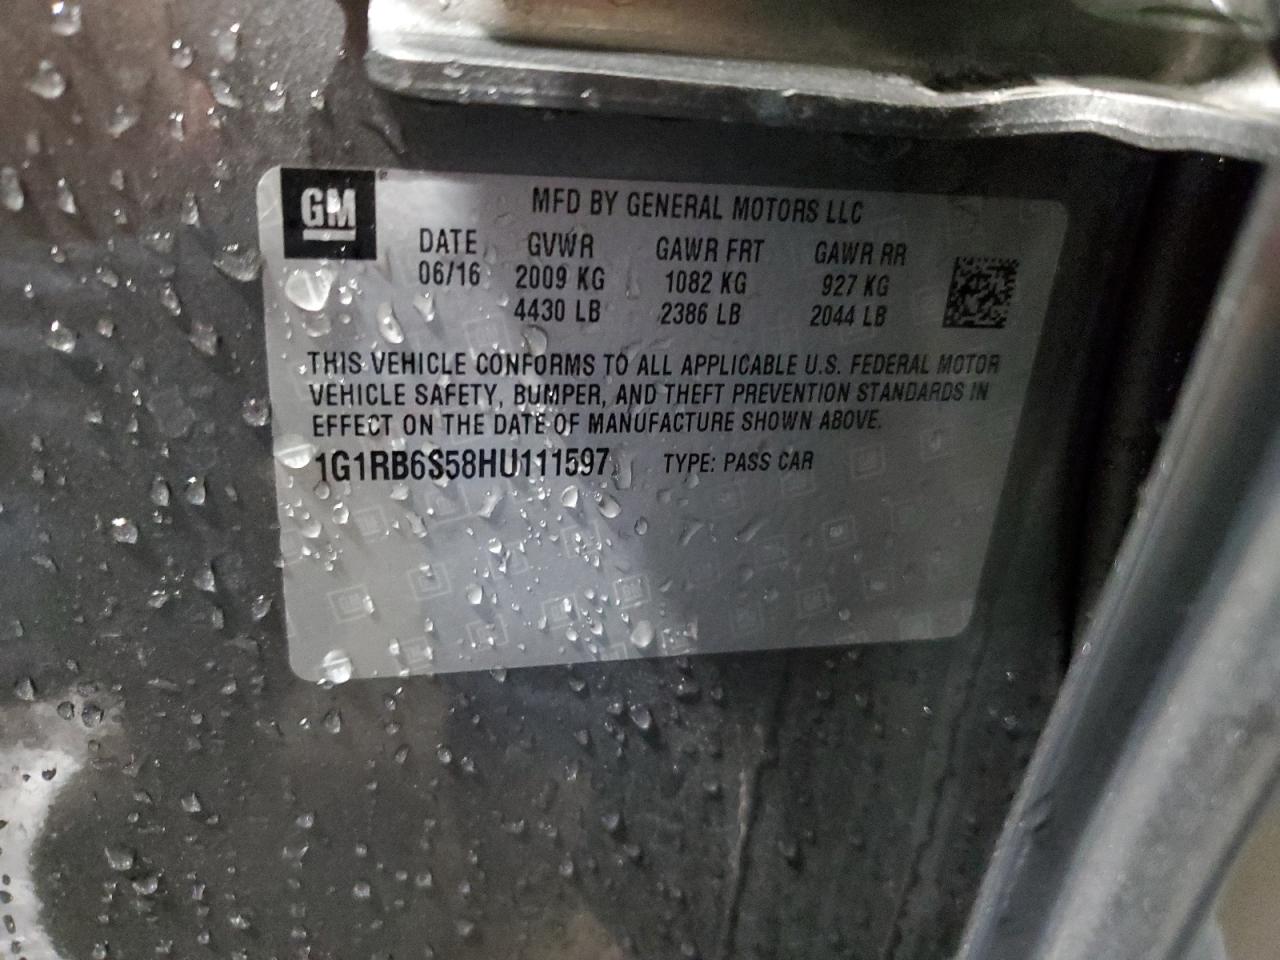 GM
MFD BY GENERAL MOTORS LLC
DATE GVWR GAWR FRT GAWR RR
06/16 2009 KG 1082 KG 927 KG
4430 LB 2386 LB 2044 LB
THIS VEHICLE CONFORMS TO ALL APPLICABLE U.S. FEDERAL MOTOR
VEHICLE SAFETY, BUMPER, AND THEFT PREVENTION STANDARDS IN
EFFECT ON THE DATE OF MANUFACTURE SHOWN ABOVE.
1G1RB6S58HU111597 TYPE: PASS CAR